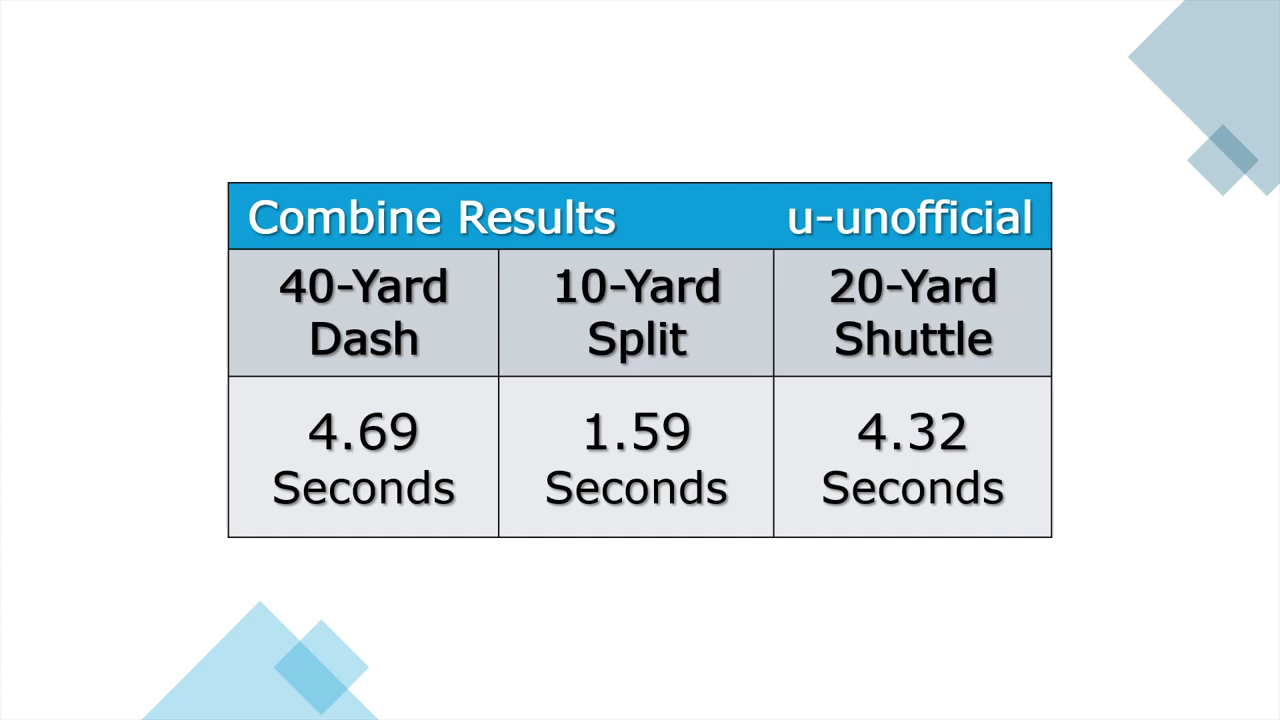 Combine Results u-unofficial
40-Yard 10-Yard 20-Yard
Dash Split Shuttle
4.69 1.59 4.32
Seconds Seconds Seconds